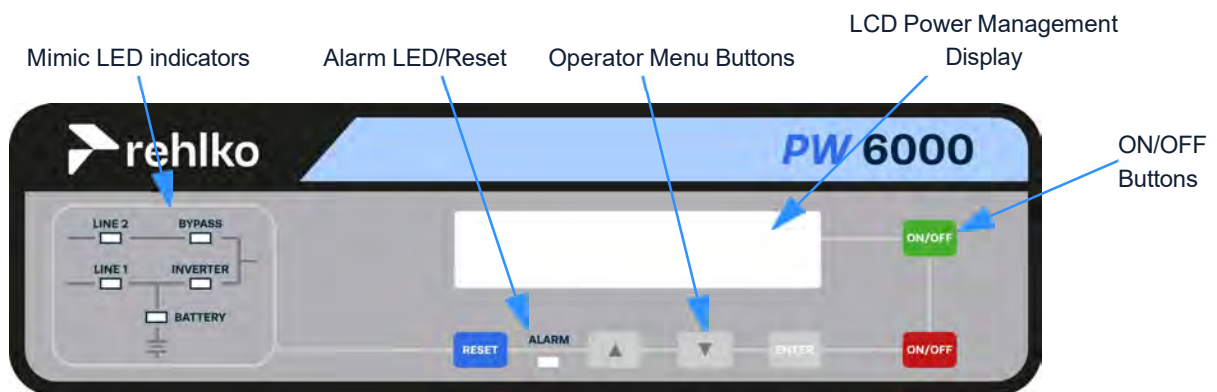 LCD Power Management
Display
Mimic LED indicators
Alarm LED/Reset
Operator Menu Buttons
ON/OFF
Buttons
rehlko
PW 6000
LINE 2
BYPASS
LINE 1
INVERTER
BATTERY
ON/OFF
RESET
ALARM
▲
▼
ENTER
ON/OFF